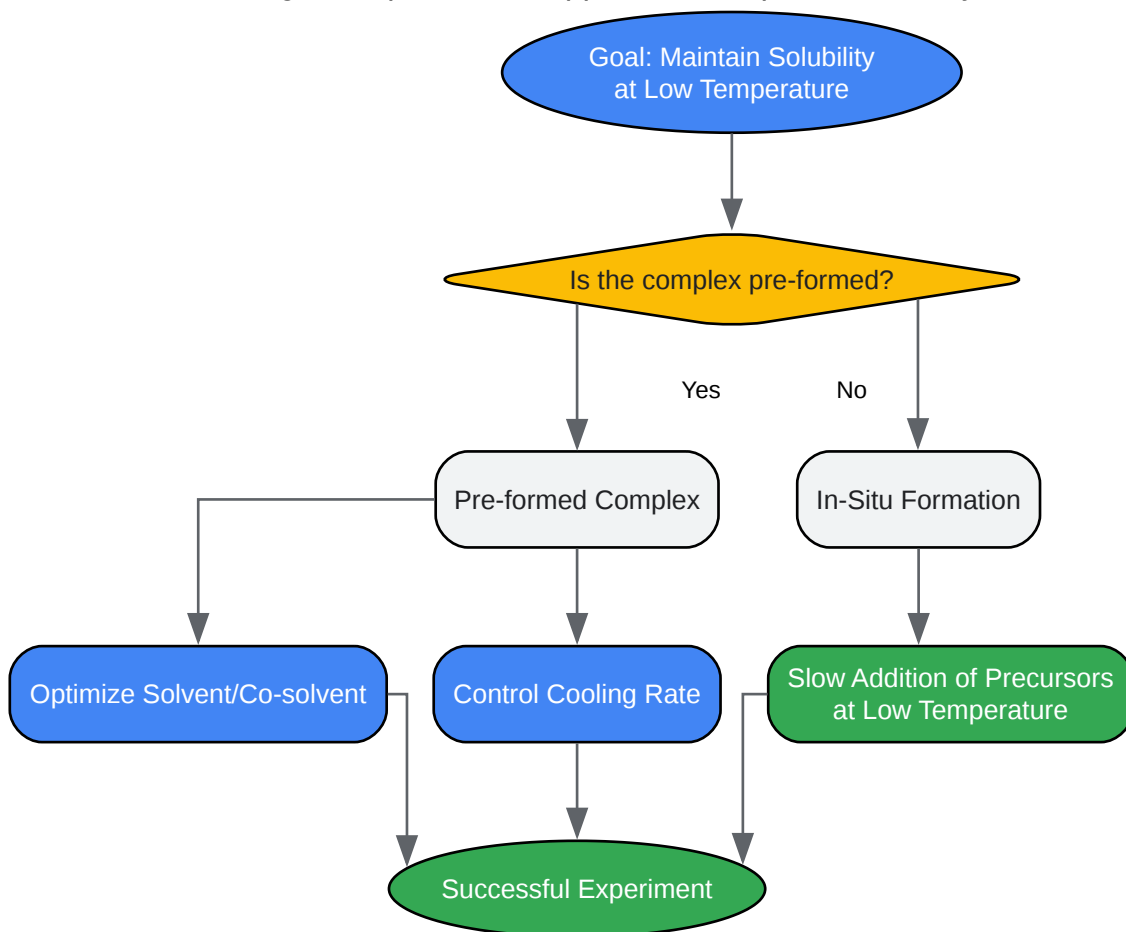 Goal: Maintain Solubility
at Low Temperature
Is the complex pre-formed?
Yes
No
Pre-formed Complex
In-Situ Formation
Optimize Solvent/Co-solvent
Control Cooling Rate
Slow Addition of Precursors
at Low Temperature
Successful Experiment